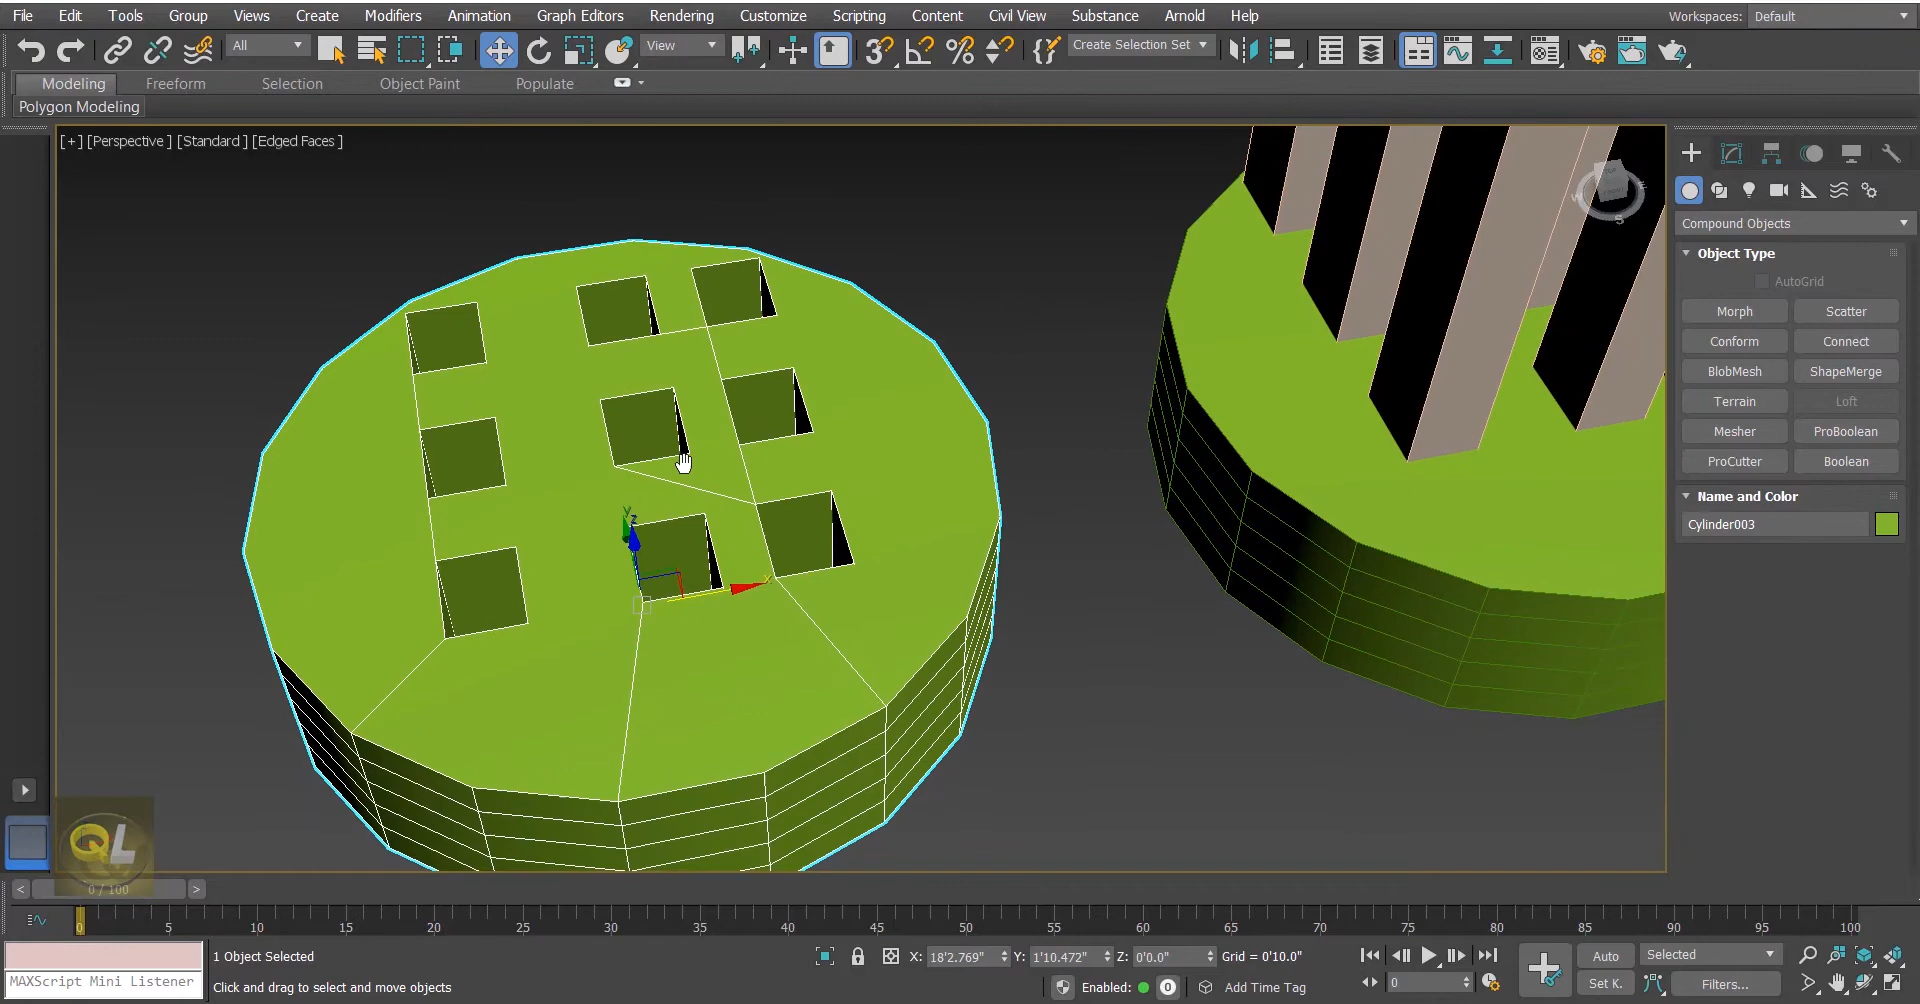 File Edit Tools Group Views Create Modifiers Animation Graph Editors Rendering Customize Scripting Content Civil View Substance Arnold Help Workspaces: Default
All View Create Selection Set
Modeling Freeform Selection Object Paint Populate
Polygon Modeling
[+] [Perspective ] [Standard ] [Edged Faces ]
Compound Objects
Object Type
AutoGrid
Morph Scatter
Conform Connect
BlobMesh ShapeMerge
Terrain Loft
Mesher ProBoolean
ProCutter Boolean
Name and Color
Cylinder003
y
z
x
S
QL
< 0 / 100 >
0 5 10 15 20 25 30 35 40 45 50 55 60 65 70 75 80 85 90 95 100
1 Object Selected X: 18'2.769" Y: 1'10.472" Z: 0'0.0" Grid = 0'10.0" Auto Selected
MAXScript Mini Listener Click and drag to select and move objects Enabled: 0 Add Time Tag 0 Set K. Filters...